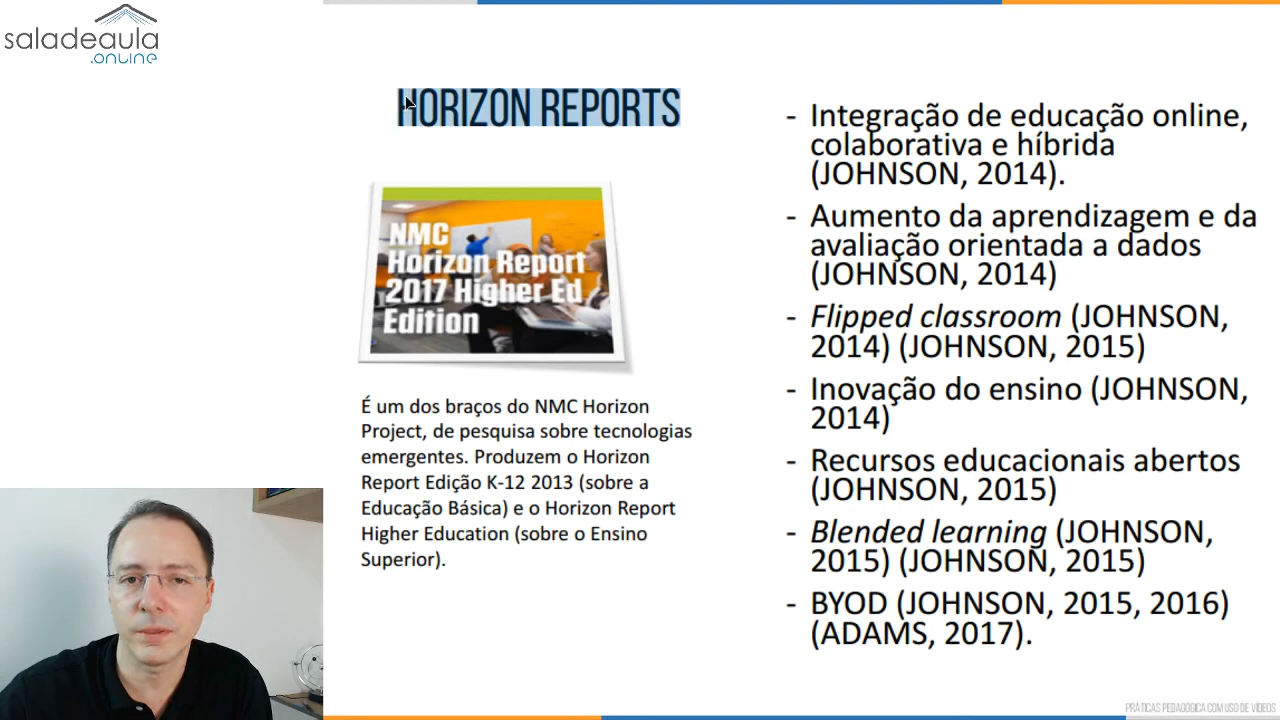 saladeaula
.online
HORIZON REPORTS
NMC
Horizon Report
2017 Higher Ed
Edition
É um dos braços do NMC Horizon
Project, de pesquisa sobre tecnologias
emergentes. Produzem o Horizon
Report Edição K-12 2013 (sobre a
Educação Básica) e o Horizon Report
Higher Education (sobre o Ensino
Superior).
- Integração de educação online,
colaborativa e híbrida
(JOHNSON, 2014).
- Aumento da aprendizagem e da
avaliação orientada a dados
(JOHNSON, 2014)
- Flipped classroom (JOHNSON,
2014) (JOHNSON, 2015)
- Inovação do ensino (JOHNSON,
2014)
- Recursos educacionais abertos
(JOHNSON, 2015)
- Blended learning (JOHNSON,
2015) (JOHNSON, 2015)
- BYOD (JOHNSON, 2015, 2016)
(ADAMS, 2017).
PRÁTICAS PEDAGÓGICA COM USO DE VÍDEOS